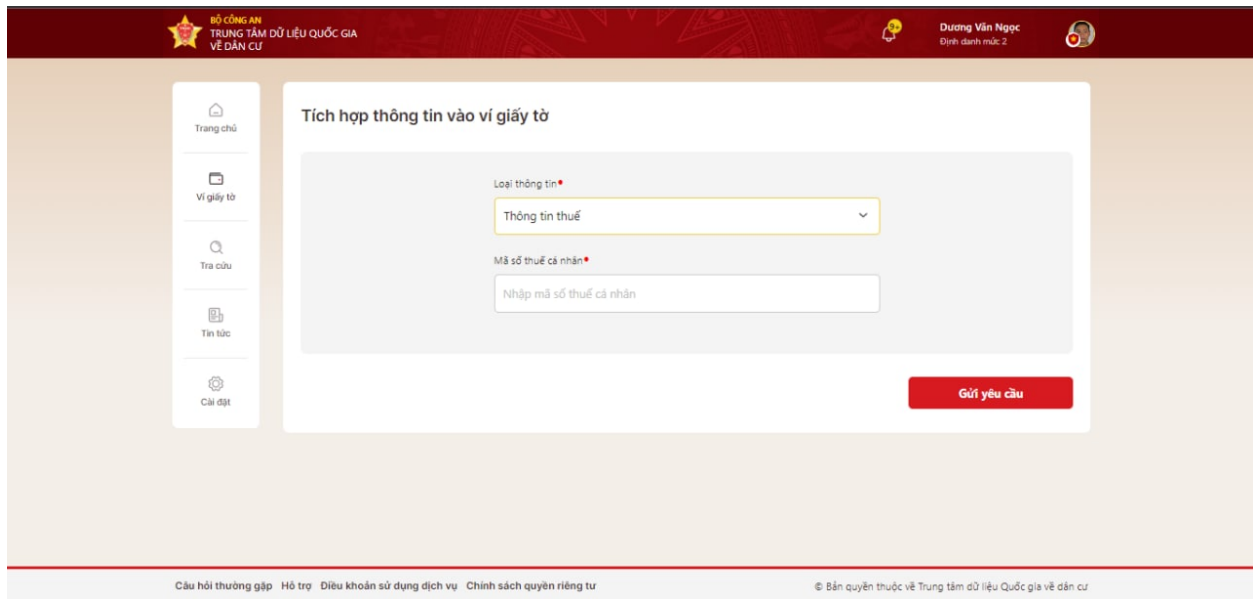 BỘ CÔNG AN
TRUNG TÂM DỮ LIỆU QUỐC GIA
VỀ DÂN CƯ
9+
Dương Văn Ngọc
Định danh mức 2
Trang chủ
Ví giấy tờ
Tra cứu
Tin tức
Cài đặt
Tích hợp thông tin vào ví giấy tờ
Loại thông tin
Thông tin thuế
Mã số thuế cá nhân
Nhập mã số thuế cá nhân
Gửi yêu cầu
Câu hỏi thường gặp Hỗ trợ Điều khoản sử dụng dịch vụ Chính sách quyền riêng tư
© Bản quyền thuộc về Trung tâm dữ liệu Quốc gia về dân cư